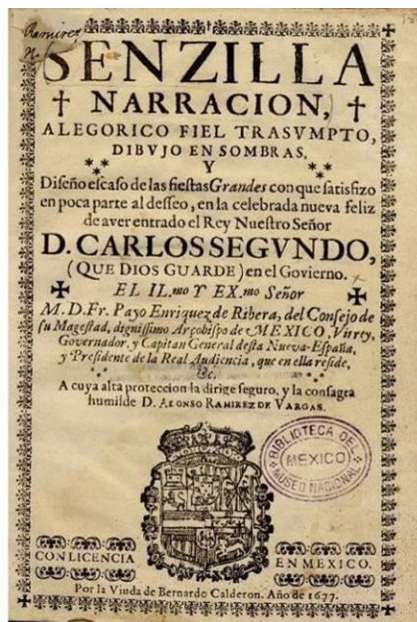 Ramirez
SENZILLA
† NARRACION, †
ALEGORICO FIEL TRASVMPTO,
DIBVJO EN SOMBRAS,
Y
Diseño escaso de las fiestas Grandes con que satisfizo
en poca parte al desseo, en la celebrada nueva feliz
de aver entrado el Rey Nuestro Señor
D. CARLOS SEGVNDO,
(QUE DIOS GUARDE) en el Govierno.
EL IL.mo Y EX.mo Señor
M. D. Fr. Payo Enriquez de Ribera, del Consejo de
su Magestad, dignissimo Arçobispo de MEXICO, Virrey,
Governador, y Capitan General desta Nueva-España,
y Presidente de la Real Audiencia, que en ella reside,
&c.
A cuya alta proteccion la dirige seguro, y la consagra
humilde D. ALONSO RAMIREZ DE VARGAS.
BIBLIOTECA DEL
MEXICO
MUSEO NACIONAL
CON LICENCIA EN MEXICO.
Por la Viuda de Bernardo Calderon. Año de 1677.